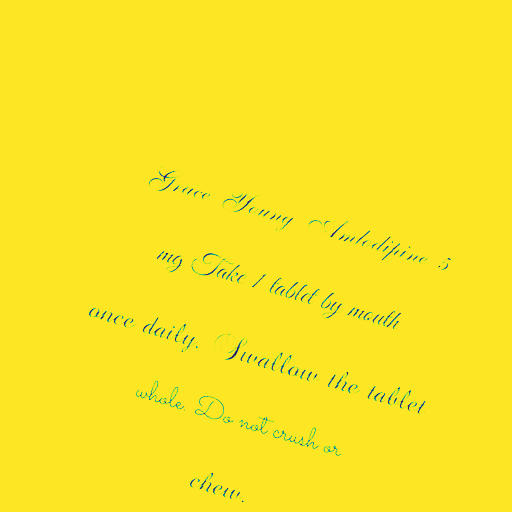 Grace Young Amlodipine 5
mg Take 1 tablet by mouth
once daily. Swallow the tablet
whole. Do not crush or
chew.